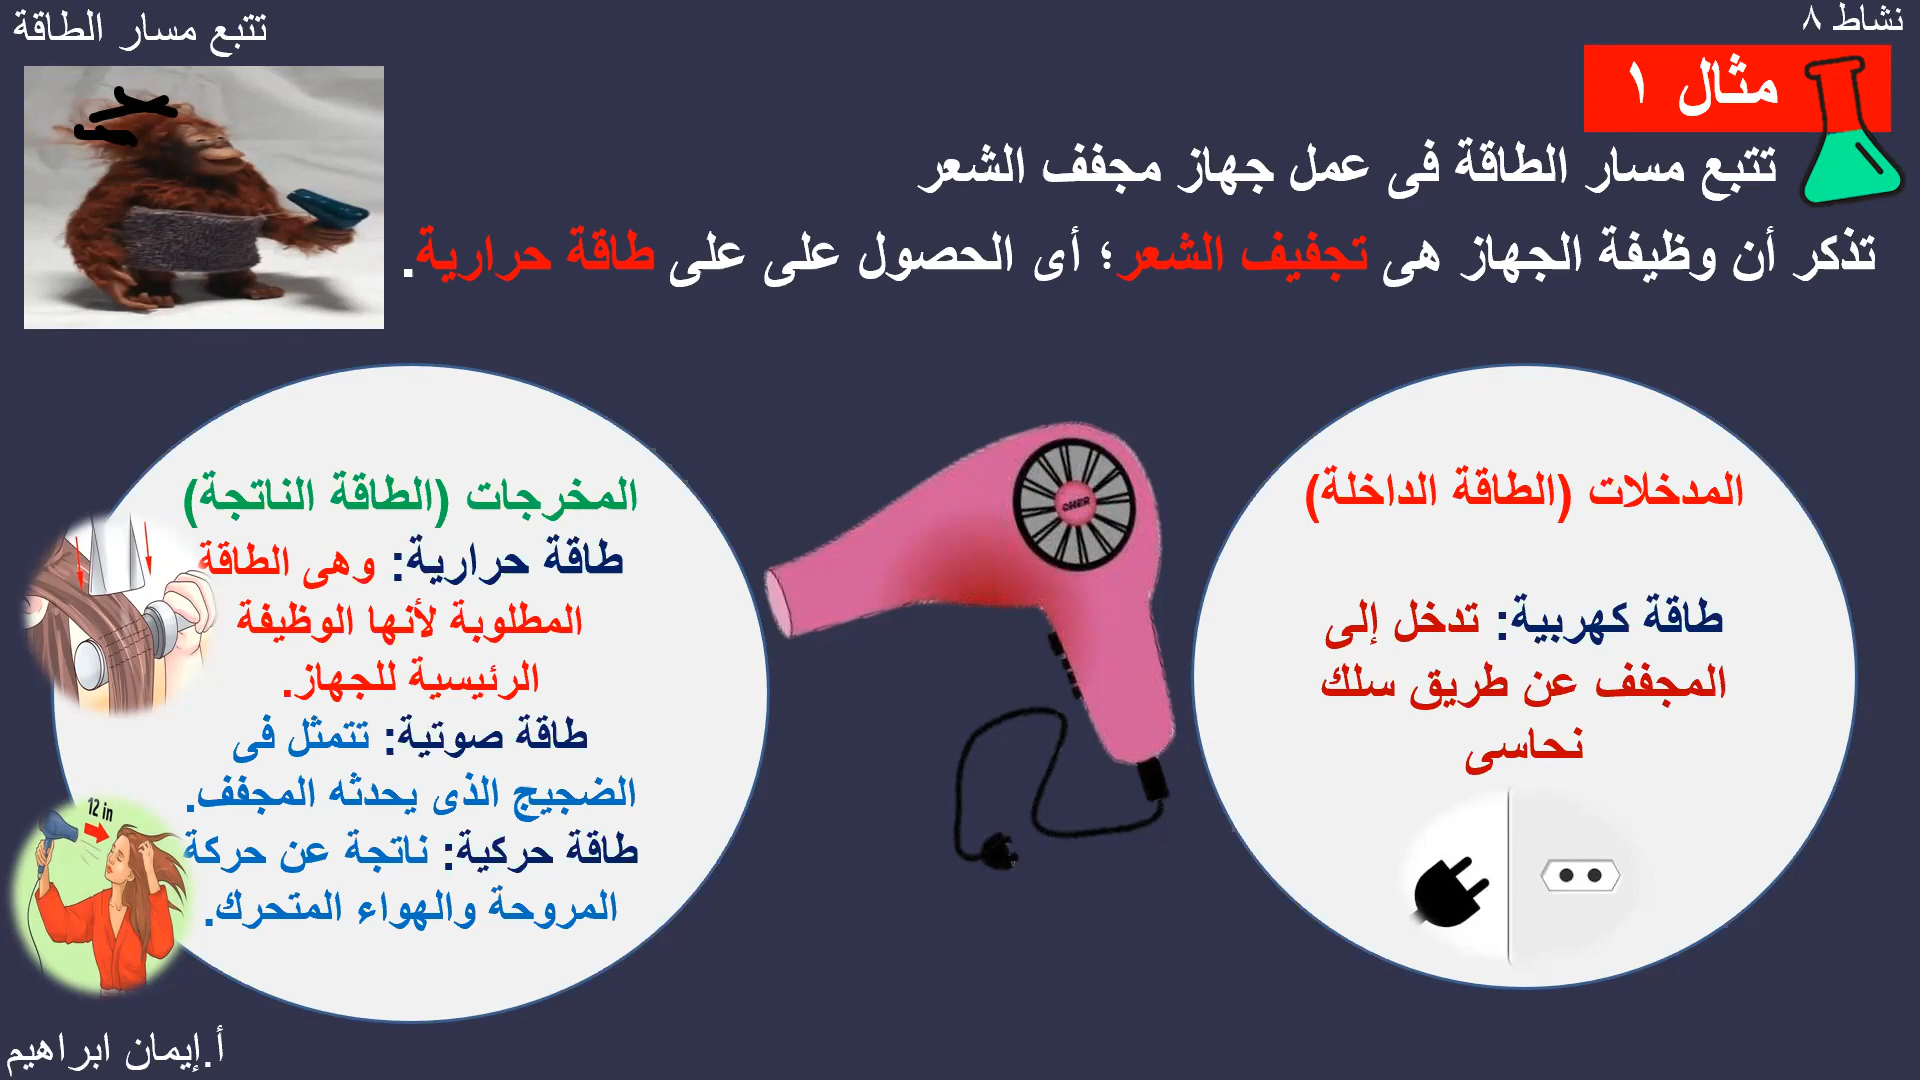 نشاط ٨
تتبع مسار الطاقة
مثال ١
تتبع مسار الطاقة فى عمل جهاز مجفف الشعر
تذكر أن وظيفة الجهاز هى تجفيف الشعر؛ أى الحصول على على طاقة حرارية.
المدخلات (الطاقة الداخلة)
طاقة كهربية: تدخل إلى
المجفف عن طريق سلك
نحاسى
CHER
المخرجات (الطاقة الناتجة)
طاقة حرارية: وهى الطاقة
المطلوبة لأنها الوظيفة
الرئيسية للجهاز.
طاقة صوتية: تتمثل فى
الضجيج الذى يحدثه المجفف.
طاقة حركية: ناتجة عن حركة
المروحة والهواء المتحرك.
12 in
أ.إيمان ابراهيم